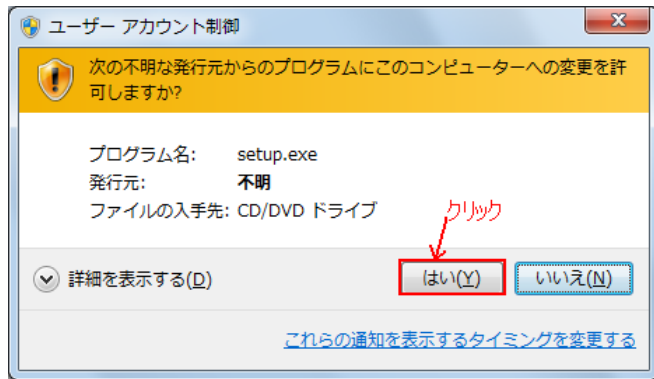 ユーザー アカウント制御
次の不明な発行元からのプログラムにこのコンピューターへの変更を許
可しますか?
プログラム名: setup.exe
発行元: 不明
ファイルの入手先: CD/DVD ドライブ
クリック
詳細を表示する(D) はい(Y) いいえ(N)
これらの通知を表示するタイミングを変更する